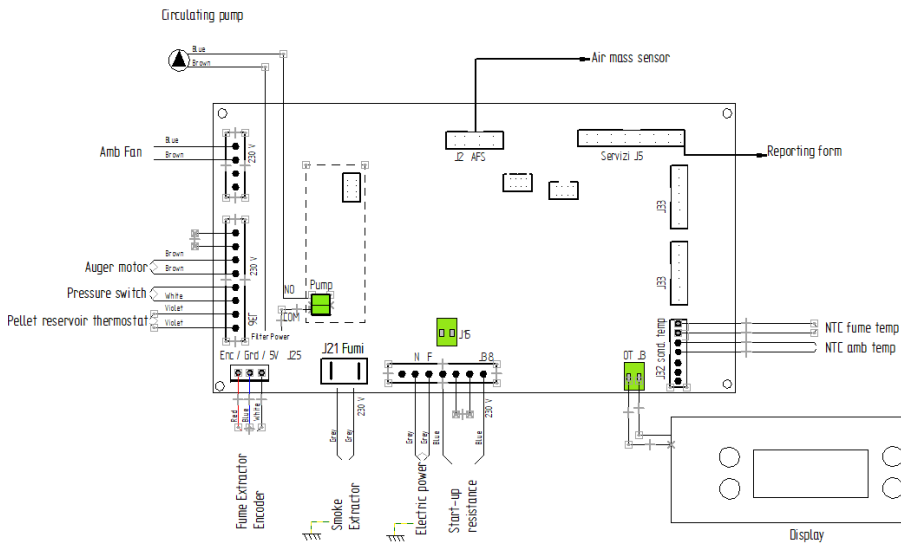 Circulating pump
Blue
Brown
Air mass sensor
Amb Fan
Blue
Brown
230 V
J2 AFS
Servizi J5
Reporting form
J33
J33
Auger motor
Brown
Brown
230 V
Pressure switch
White
Pellet reservoir thermostat
Violet
Violet
NO
Pump
COM
Filter Power
Enc / Grd / 5V J25
J21 Fumi
J15
N F J18
OT J3
J32 sond. temp
NTC fume temp
NTC amb temp
Red
Blue
White
Grey
Grey
230 V
Grey
Grey
Blue
Blue
230 V
Fume Extractor
Encoder
Smoke
Extractor
Electric power
Start-up
resistance
Display